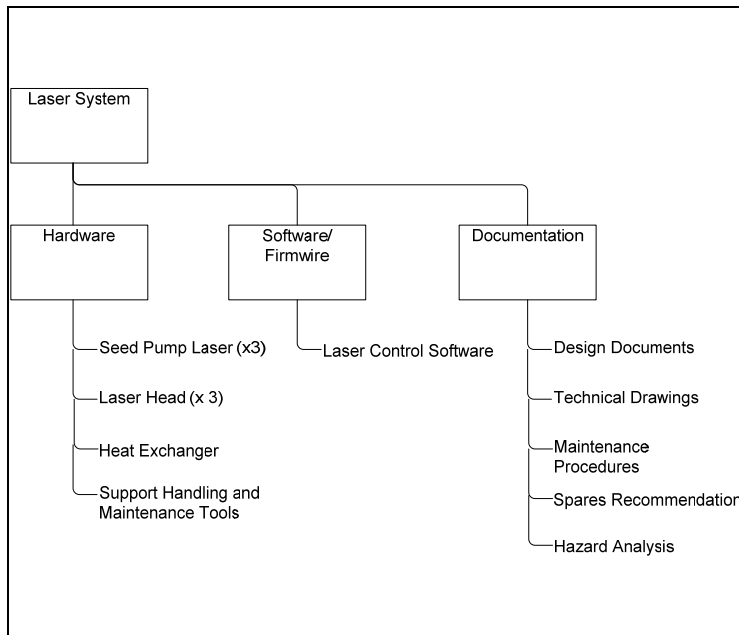 Laser System
Hardware
Software/
Firmwire
Documentation
Seed Pump Laser (x3)
Laser Head (x 3)
Heat Exchanger
Support Handling and
Maintenance Tools
Laser Control Software
Design Documents
Technical Drawings
Maintenance
Procedures
Spares Recommendation
Hazard Analysis